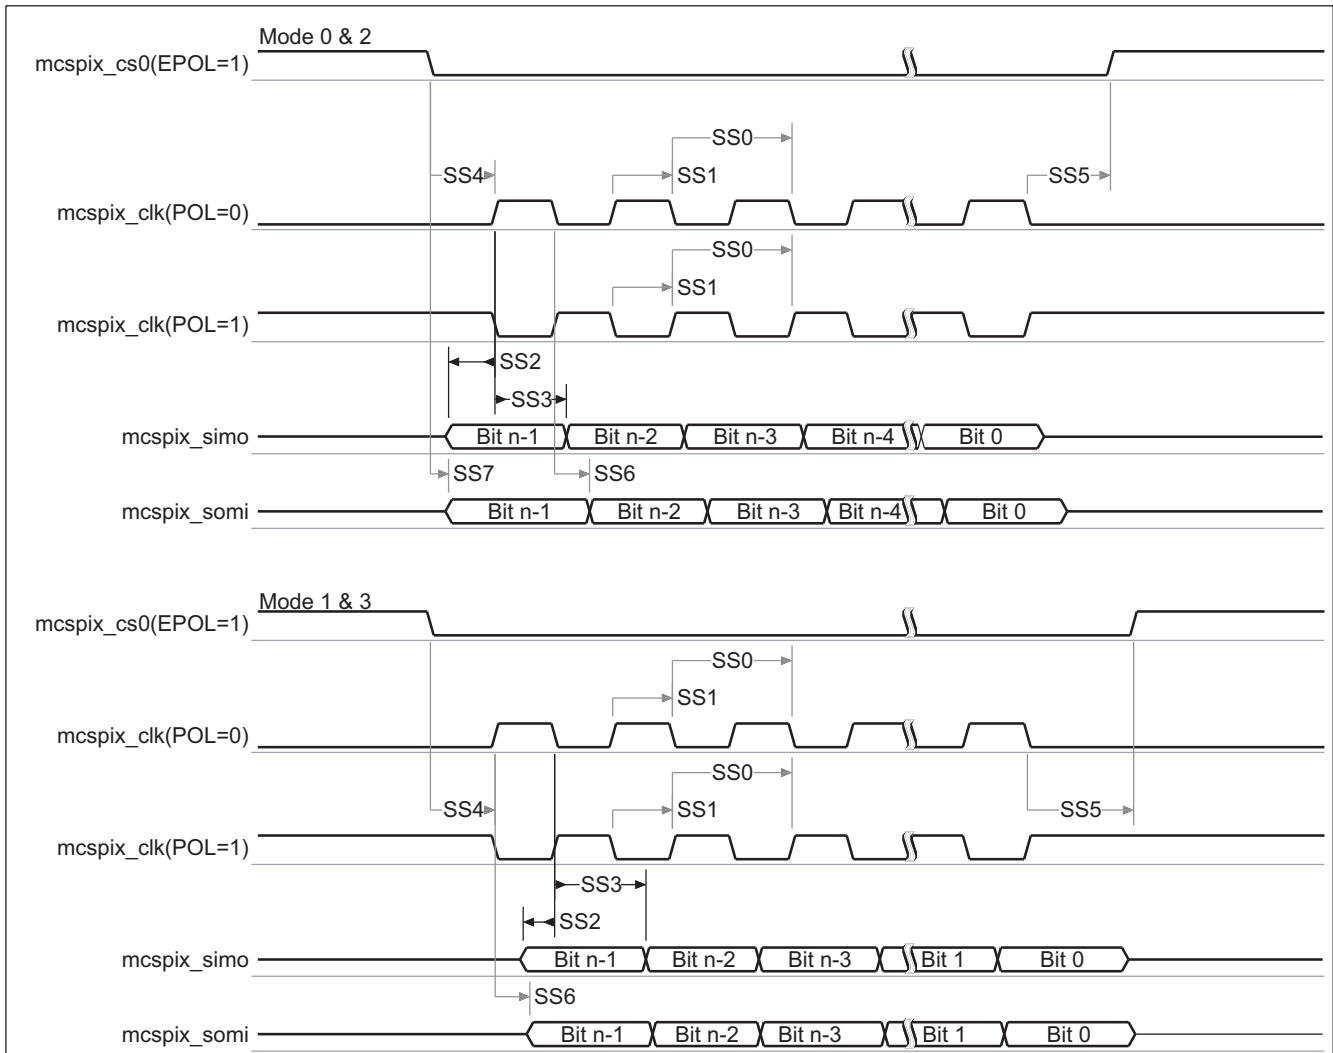 Mode 0 & 2
mcspix_cs0(EPOL=1)
SS0
SS4
SS1
SS5
mcspix_clk(POL=0)
SS0
SS1
mcspix_clk(POL=1)
SS2
SS3
mcspix_simo
Bit n-1
Bit n-2
Bit n-3
Bit n-4
Bit 0
SS7
SS6
mcspix_somi
Bit n-1
Bit n-2
Bit n-3
Bit n-4
Bit 0
Mode 1 & 3
mcspix_cs0(EPOL=1)
SS0
SS1
mcspix_clk(POL=0)
SS0
SS4
SS1
SS5
mcspix_clk(POL=1)
SS3
SS2
mcspix_simo
Bit n-1
Bit n-2
Bit n-3
Bit 1
Bit 0
SS6
mcspix_somi
Bit n-1
Bit n-2
Bit n-3
Bit 1
Bit 0